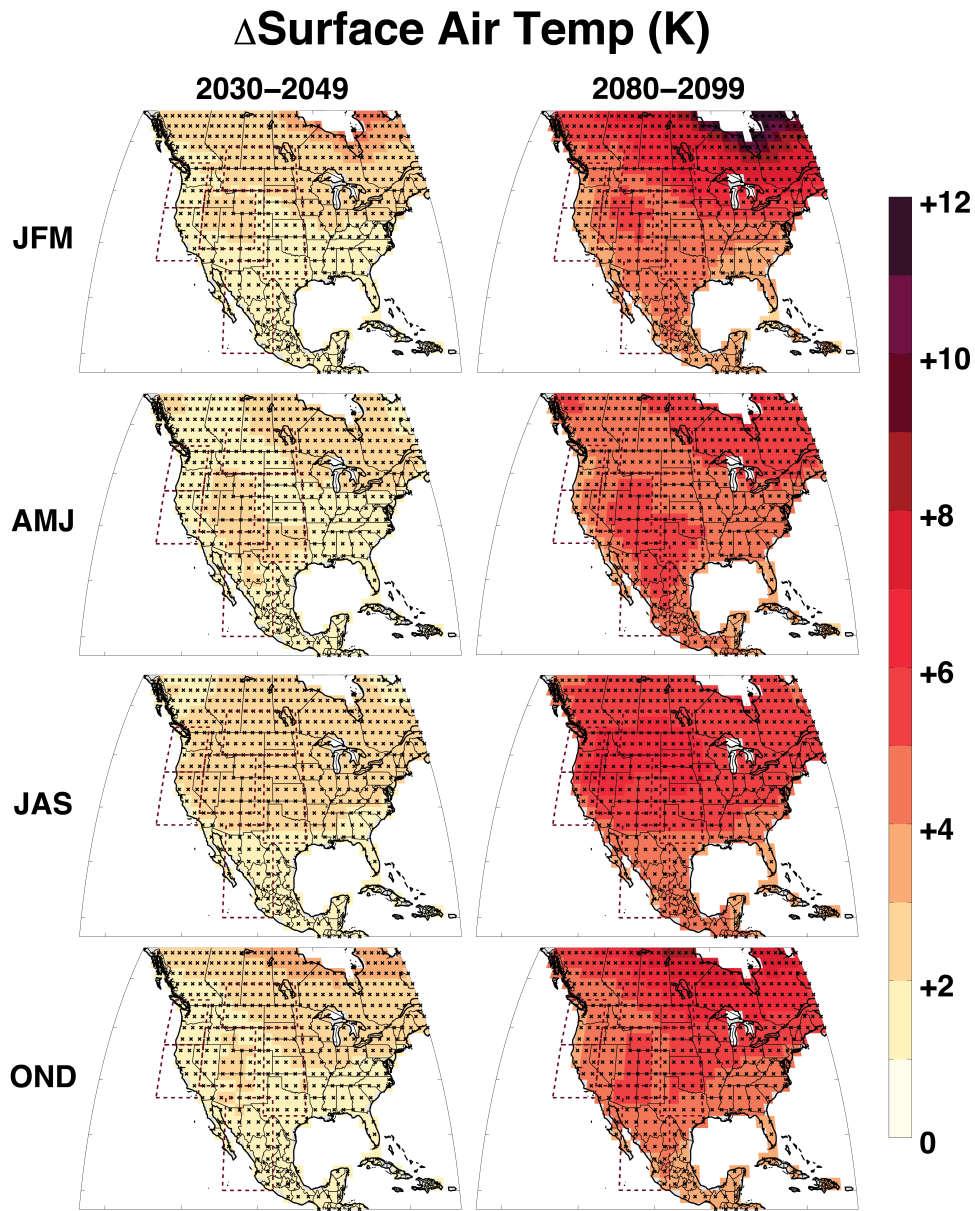 ΔSurface Air Temp (K)
2030–2049
2080–2099
JFM
AMJ
JAS
OND
+12
+10
+8
+6
+4
+2
0